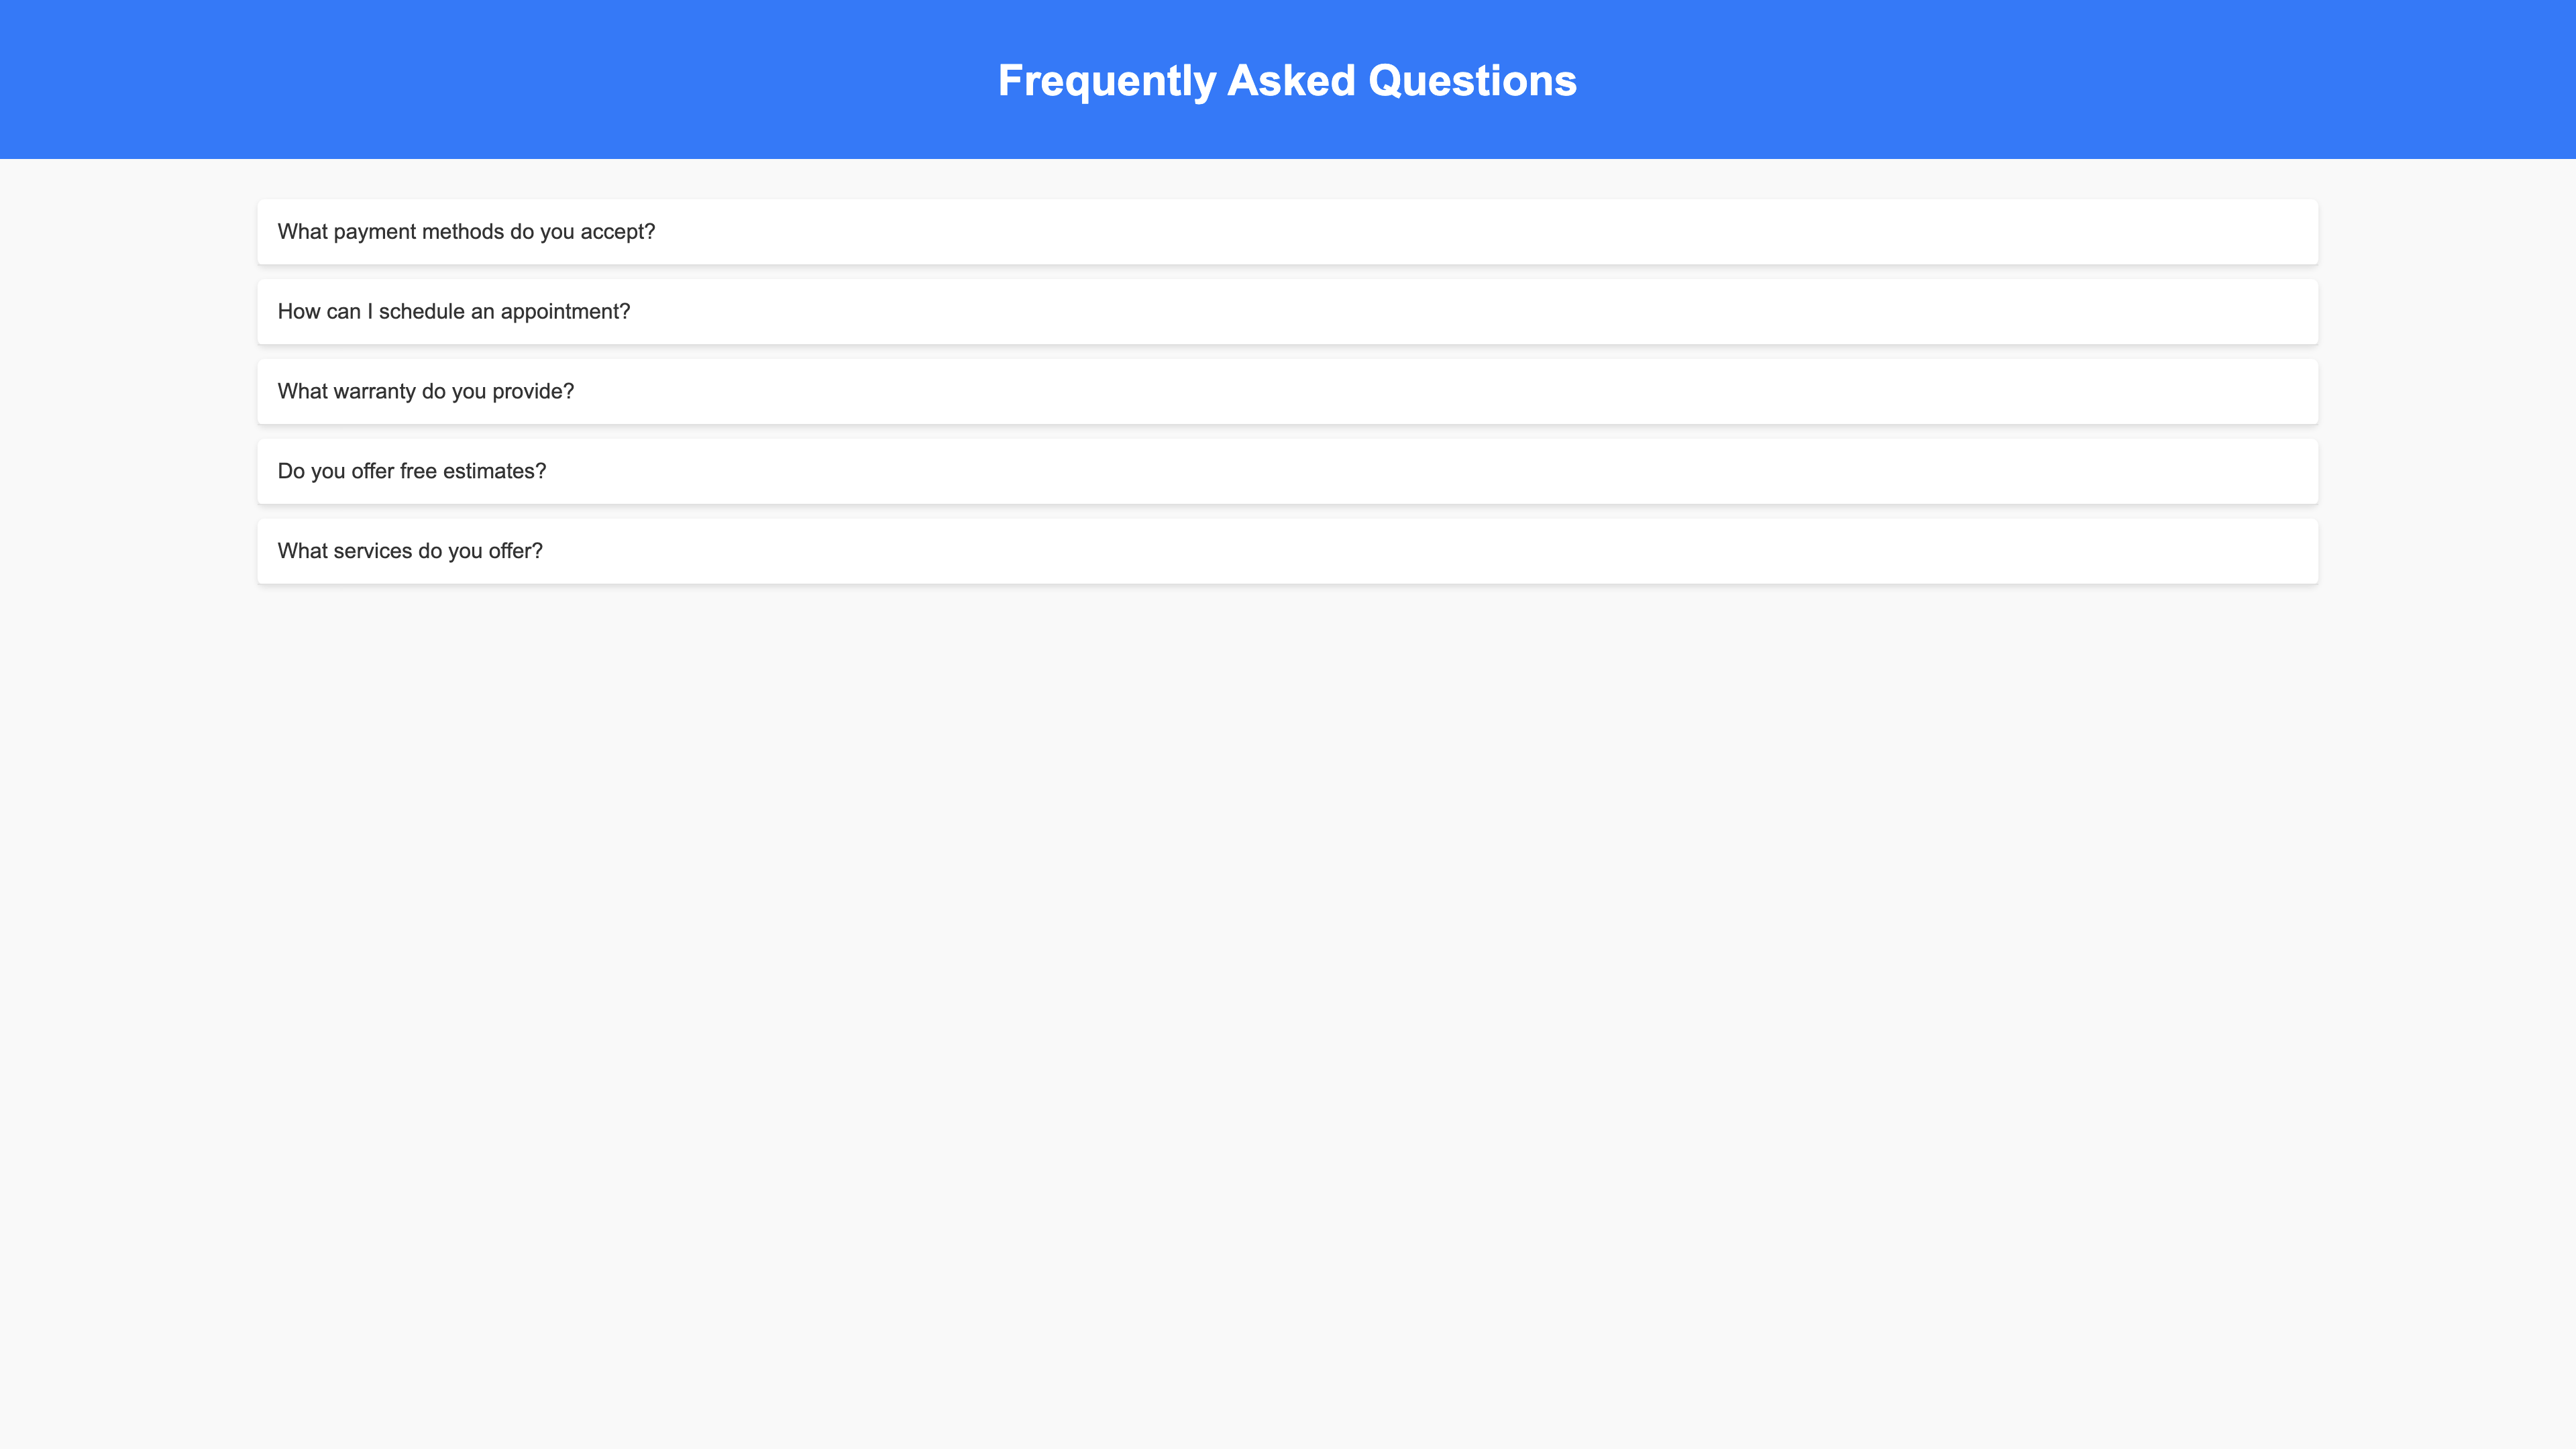 Frequently Asked Questions
What payment methods do you accept?
How can I schedule an appointment?
What warranty do you provide?
Do you offer free estimates?
What services do you offer?